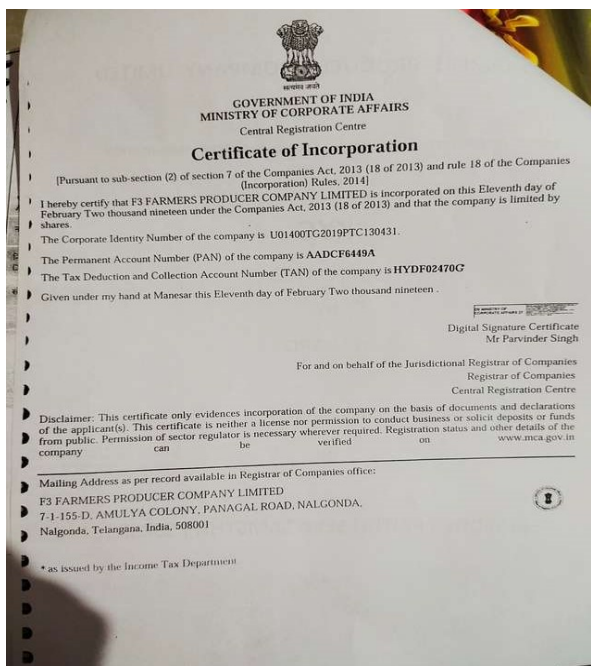 सत्यमेव जयते
GOVERNMENT OF INDIA
MINISTRY OF CORPORATE AFFAIRS
Central Registration Centre
Certificate of Incorporation
[Pursuant to sub-section (2) of section 7 of the Companies Act, 2013 (18 of 2013) and rule 18 of the Companies
(Incorporation) Rules, 2014]
I hereby certify that F3 FARMERS PRODUCER COMPANY LIMITED is incorporated on this Eleventh day of
February Two thousand nineteen under the Companies Act, 2013 (18 of 2013) and that the company is limited by
shares.
The Corporate Identity Number of the company is U01400TG2019PTC130431.
The Permanent Account Number (PAN) of the company is AADCF6449A
The Tax Deduction and Collection Account Number (TAN) of the company is HYDF02470G
Given under my hand at Manesar this Eleventh day of February Two thousand nineteen .
Digital Signature Certificate
Mr Parvinder Singh
For and on behalf of the Jurisdictional Registrar of Companies
Registrar of Companies
Central Registration Centre
Disclaimer: This certificate only evidences incorporation of the company on the basis of documents and declarations
of the applicant(s). This certificate is neither a license nor permission to conduct business or solicit deposits or funds
from public. Permission of sector regulator is necessary wherever required. Registration status and other details of the
company can be verified on www.mca.gov.in
Mailing Address as per record available in Registrar of Companies office:
F3 FARMERS PRODUCER COMPANY LIMITED
7-1-155-D, AMULYA COLONY, PANAGAL ROAD, NALGONDA,
Nalgonda, Telangana, India, 508001
* as issued by the Income Tax Department